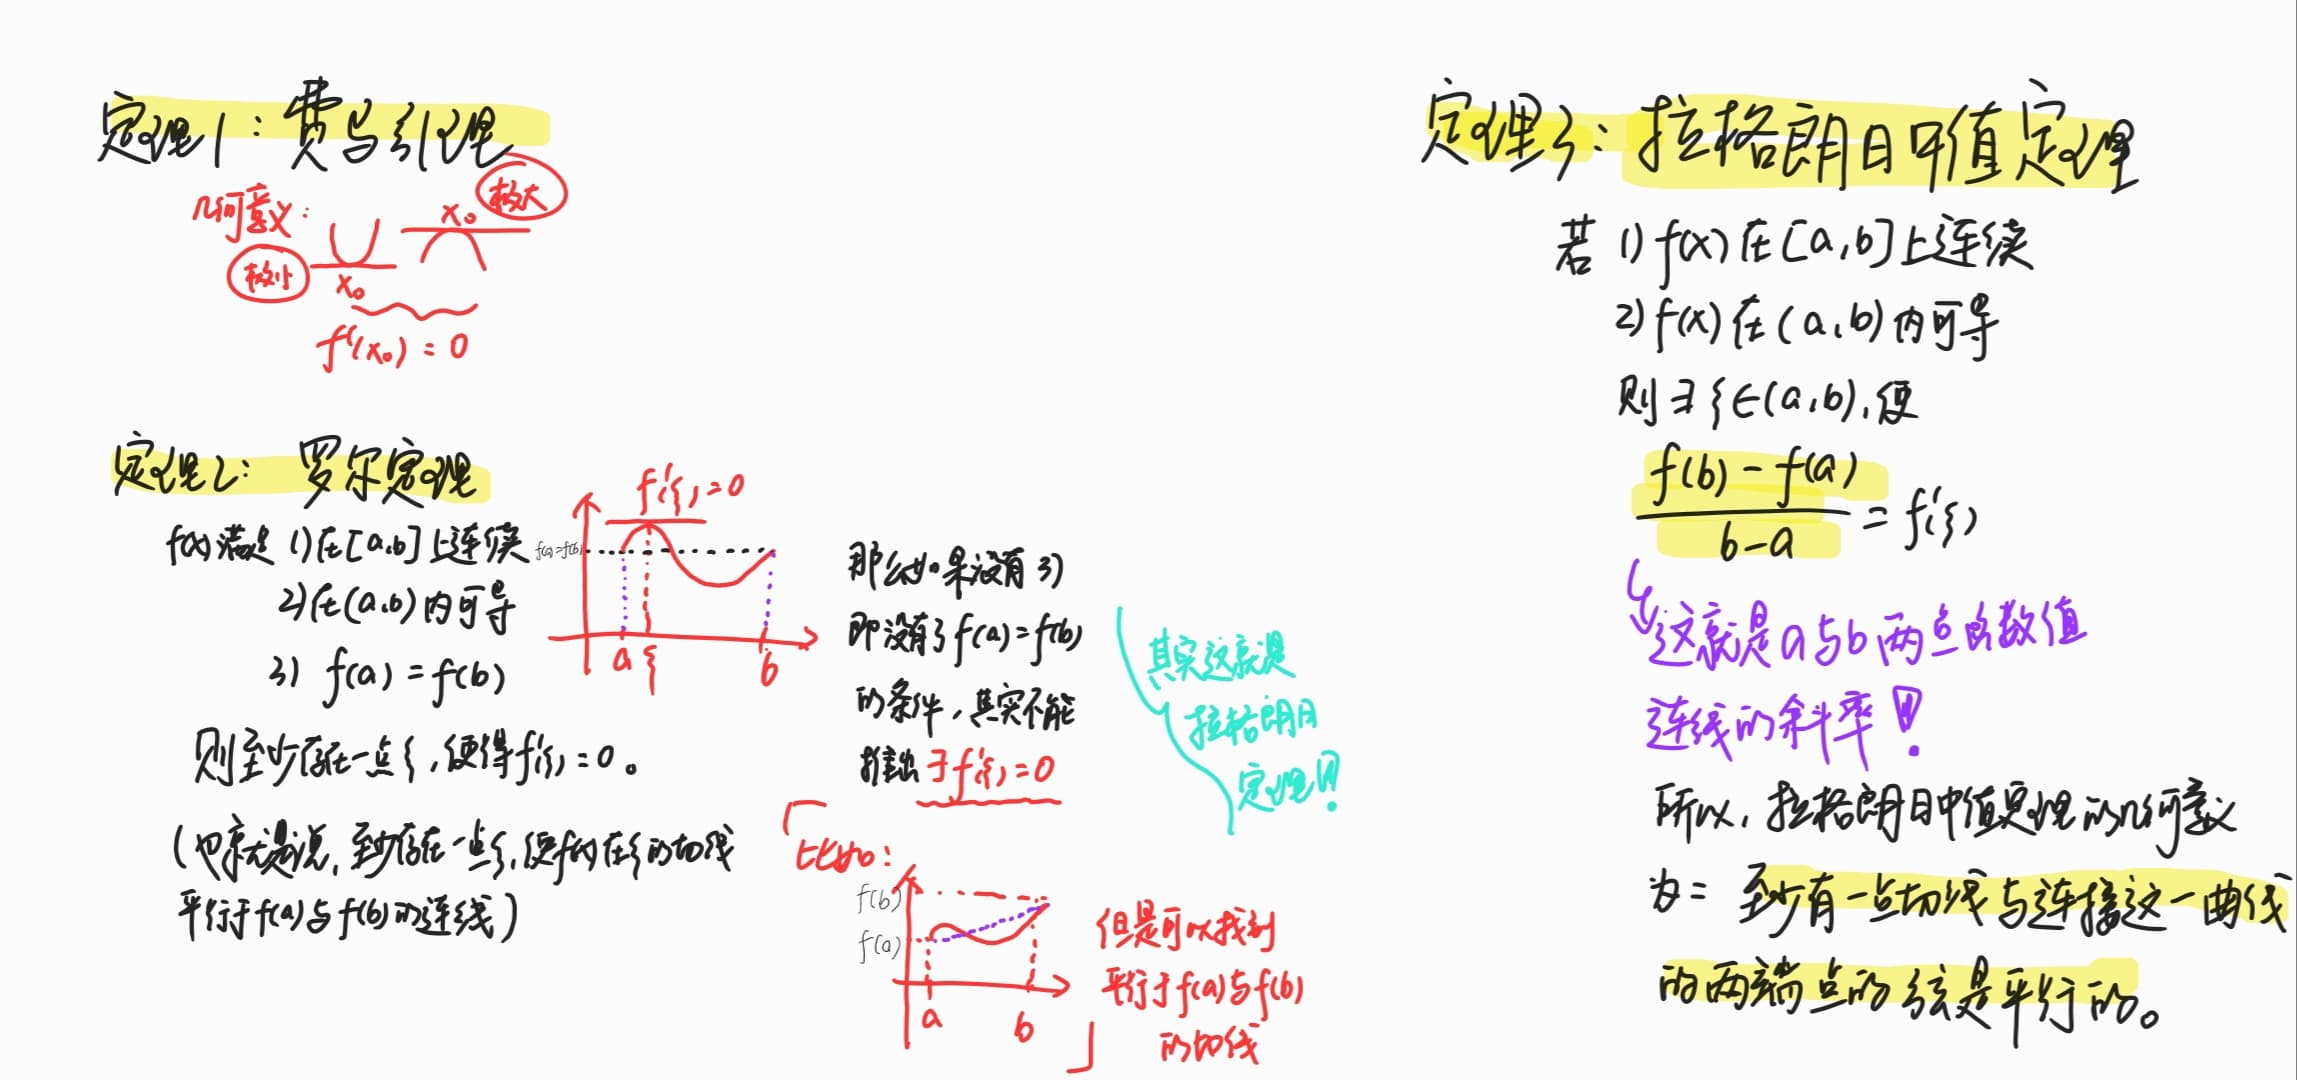 定理1: 费马引理
几何意义:
极小
x₀
x₀
极大
f'(x₀) = 0
定理2: 罗尔定理
f(x)满足 1)在[a,b]上连续
2)在(a,b)内可导
3) f(a) = f(b)
则至少存在一点ξ,使得f'(ξ)=0。
(也就是说,至少存在一点ξ,使f(x)在ξ的切线
平行于f(a)与f(b)的连线)
f'(ξ)=0
f(a)=f(b)
a
ξ
b
那么如果没有3)
即没有了f(a)=f(b)
的条件,其实不能
推出∃f'(ξ)=0
其实这就是
拉格朗日
定理!!
比如:
f(b)
f(a)
a
b
但是可以找到
平行于f(a)与f(b)
的切线
定理3: 拉格朗日中值定理
若 1) f(x)在[a,b]上连续
2) f(x)在(a,b)内可导
则∃ξ∈(a,b),使
f(b) - f(a)
b-a
= f'(ξ)
这就是a与b两点函数值
连线的斜率!!
所以,拉格朗日中值定理的几何意义
为= 至少有一点切线与连接这一曲线
的两端点的弦是平行的。